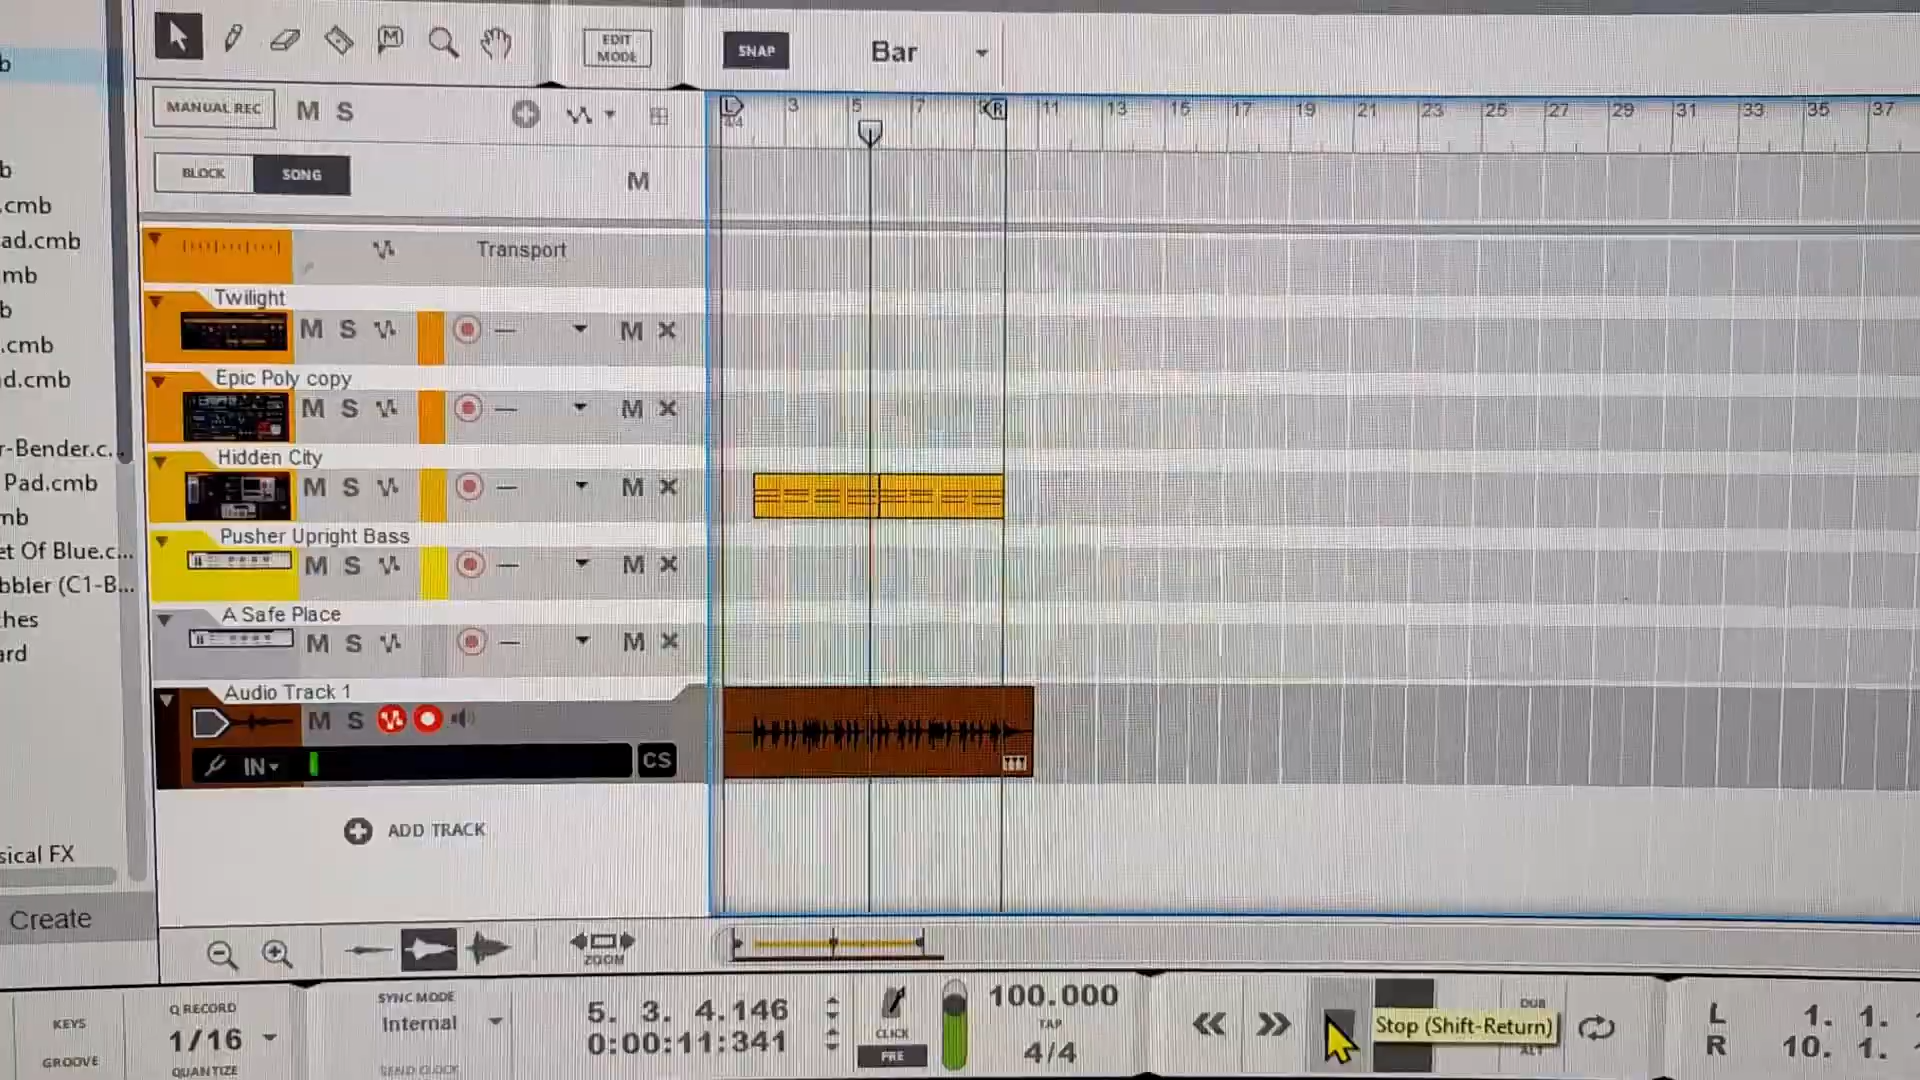 b
EDIT
MODE
SNAP
Bar
MANUAL REC
M S
L
3 5 7 R 11 13 15 17 19 21 23 25 27 29 31 33 35 37
4/4
b
BLOCK
SONG
M
.cmb
ad.cmb
Transport
mb
Twilight
b
M S
M
.cmb
Epic Poly copy
d.cmb
M S
M
r-Bender.c...
Hidden City
Pad.cmb
M S
M
mb
Pusher Upright Bass
et Of Blue.c...
M S
M
bbler (C1-B...
A Safe Place
hes
M S
M
ard
Audio Track 1
M S
IN
CS
ADD TRACK
sical FX
Create
ZOOM
KEYS
GROOVE
Q RECORD
1/16
QUANTIZE
SYNC MODE
Internal
SEND CLOCK
5. 3. 4.146
0:00:11:341
CLICK
PRE
100.000
TAP
4/4
Stop (Shift-Return)
DUB
ALT
L 1. 1.
R 10. 1.